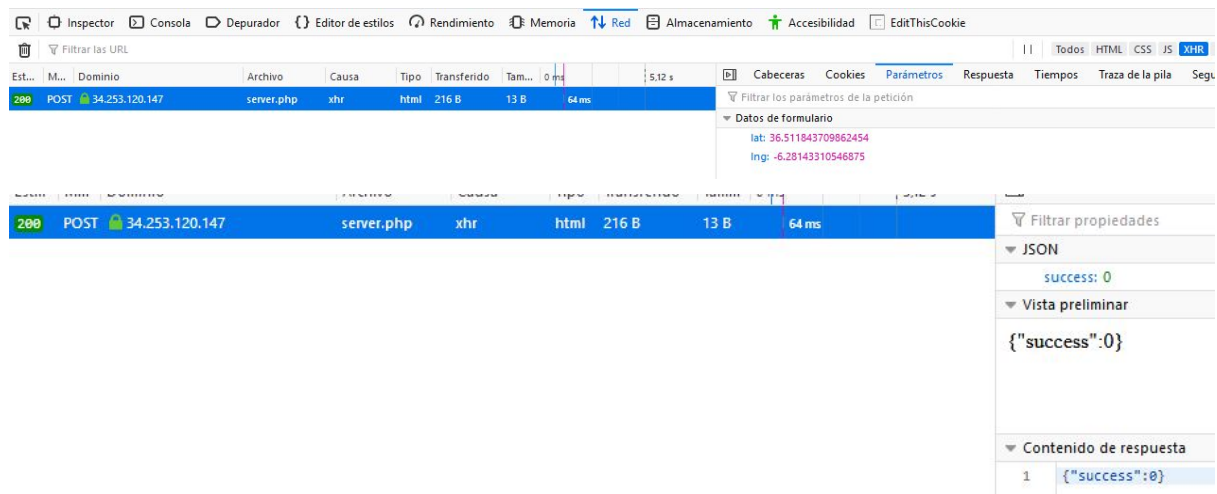 Inspector Consola Depurador {} Editor de estilos Rendimiento Memoria Red Almacenamiento Accesibilidad EditThisCookie
Filtrar las URL Todos HTML CSS JS XHR
Est... M... Dominio Archivo Causa Tipo Transferido Tam... 0 ms 5,12 s Cabeceras Cookies Parámetros Respuesta Tiempos Traza de la pila Segu
200 POST 34.253.120.147 server.php xhr html 216 B 13 B 64 ms Filtrar los parámetros de la petición
Datos de formulario
lat: 36.511843709862454
lng: -6.28143310546875
200 POST 34.253.120.147 server.php xhr html 216 B 13 B 64 ms Filtrar propiedades
JSON
success: 0
Vista preliminar
{"success":0}
Contenido de respuesta
1 {"success":0}